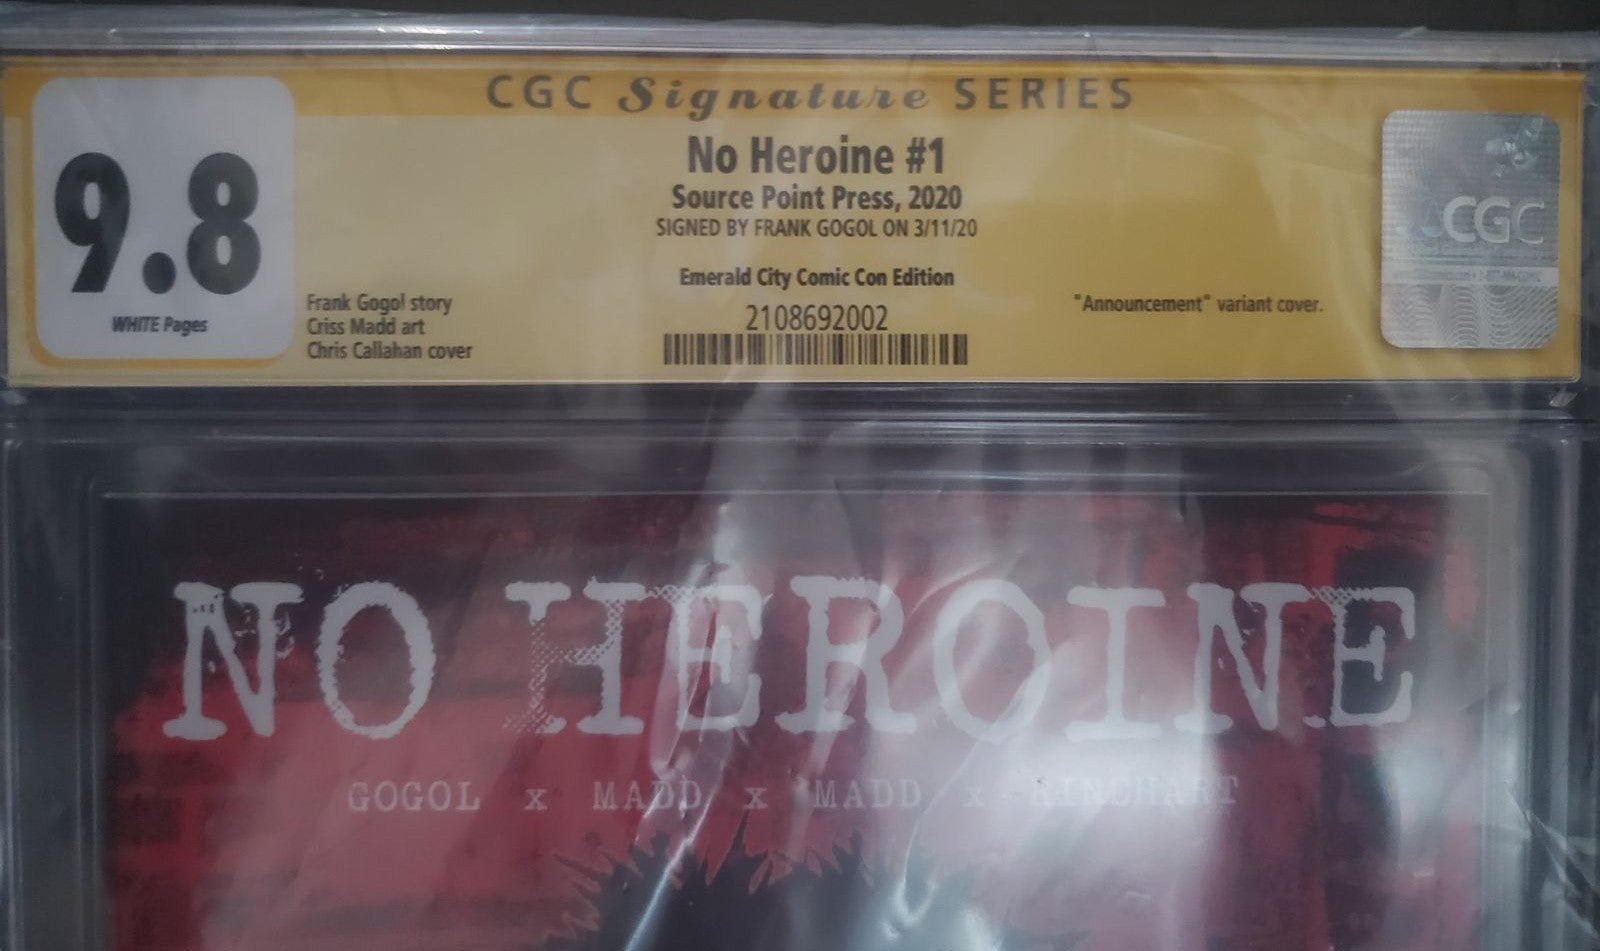 CGC Signature SERIES
9.8
WHITE Pages
No Heroine #1
Source Point Press, 2020
SIGNED BY FRANK GOGOL ON 3/11/20
Emerald City Comic Con Edition
2108692002
Frank Gogol story
Criss Madd art
Chris Callahan cover
"Announcement" variant cover.
CGC
NO HEROINE
GOGOL x MADD x MADD x RINEHART